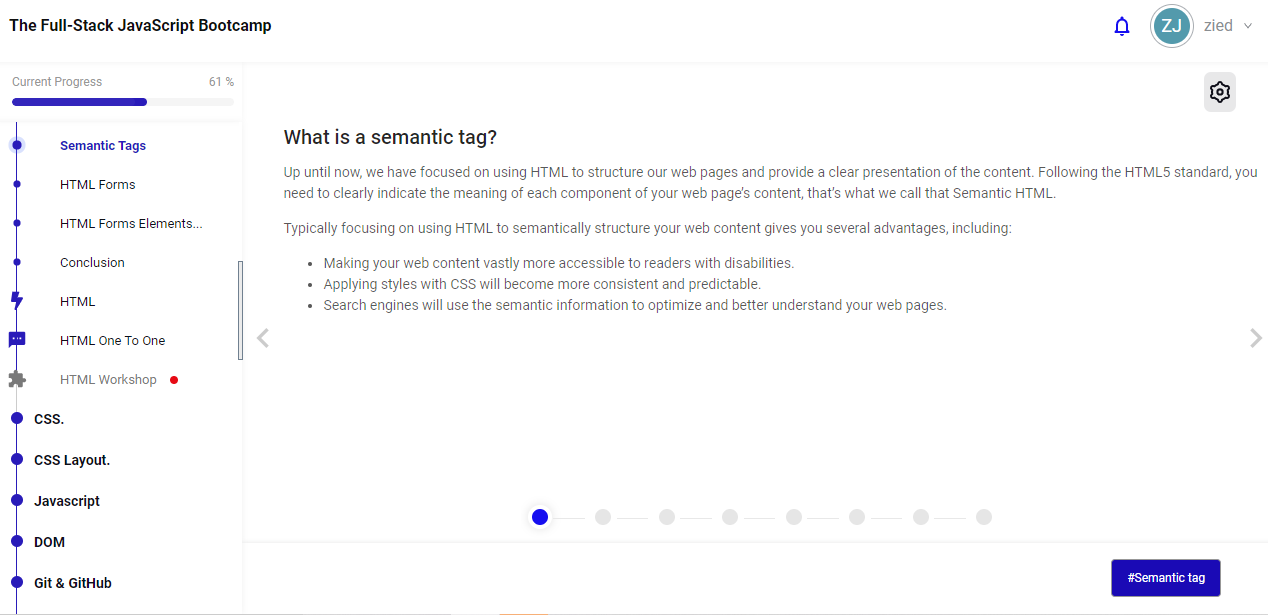 The Full-Stack JavaScript Bootcamp
ZJ
zied
Current Progress
61 %
Semantic Tags
HTML Forms
HTML Forms Elements...
Conclusion
HTML
HTML One To One
HTML Workshop
CSS.
CSS Layout.
Javascript
DOM
Git & GitHub
What is a semantic tag?
Up until now, we have focused on using HTML to structure our web pages and provide a clear presentation of the content. Following the HTML5 standard, you
need to clearly indicate the meaning of each component of your web page’s content, that’s what we call that Semantic HTML.
Typically focusing on using HTML to semantically structure your web content gives you several advantages, including:
• Making your web content vastly more accessible to readers with disabilities.
• Applying styles with CSS will become more consistent and predictable.
• Search engines will use the semantic information to optimize and better understand your web pages.
#Semantic tag